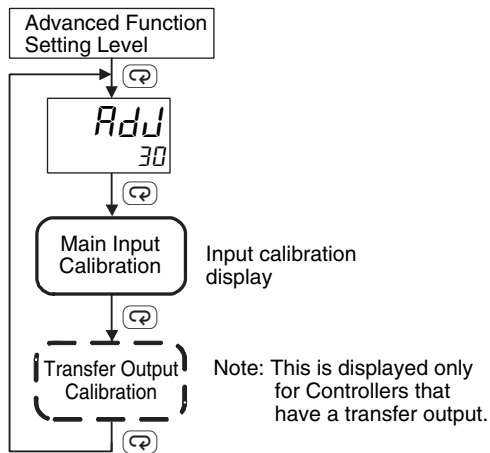 Advanced Function
Setting Level
AdJ
30
Main Input
Calibration
Input calibration
display
Transfer Output
Calibration
Note: This is displayed only
for Controllers that
have a transfer output.